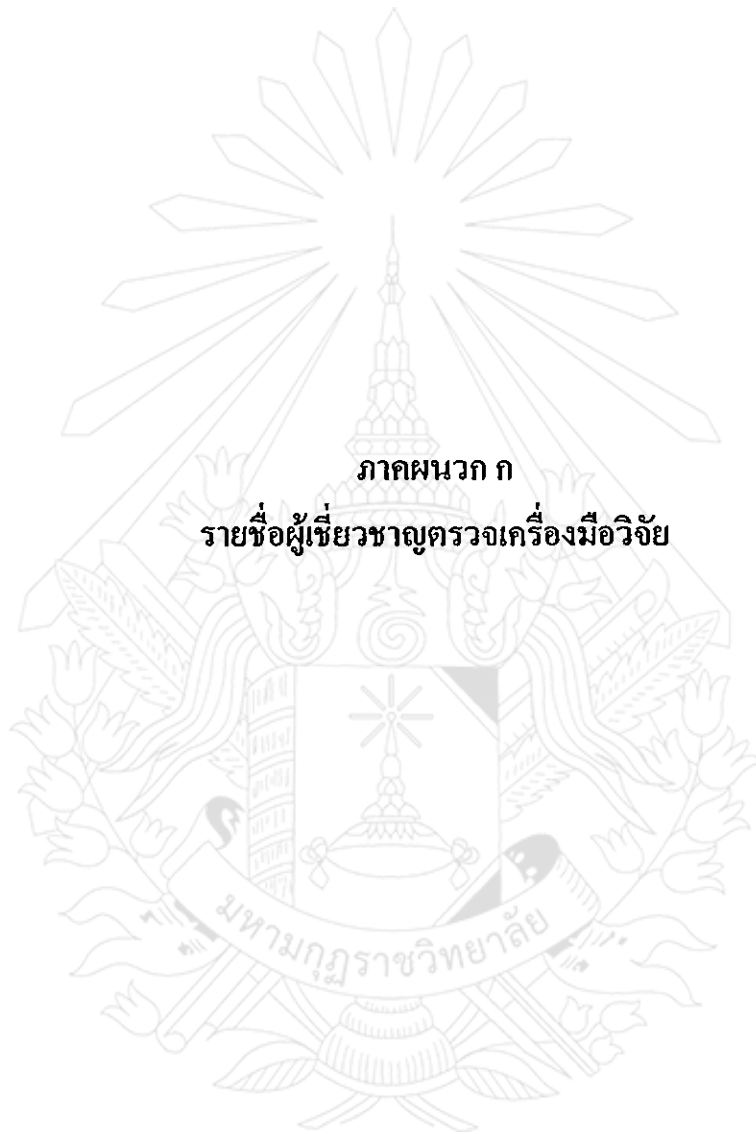 ภาคผนวก ก
รายชื่อผู้เชี่ยวชาญตรวจเครื่องมือวิจัย
มหามกุฏราชวิทยาลัย